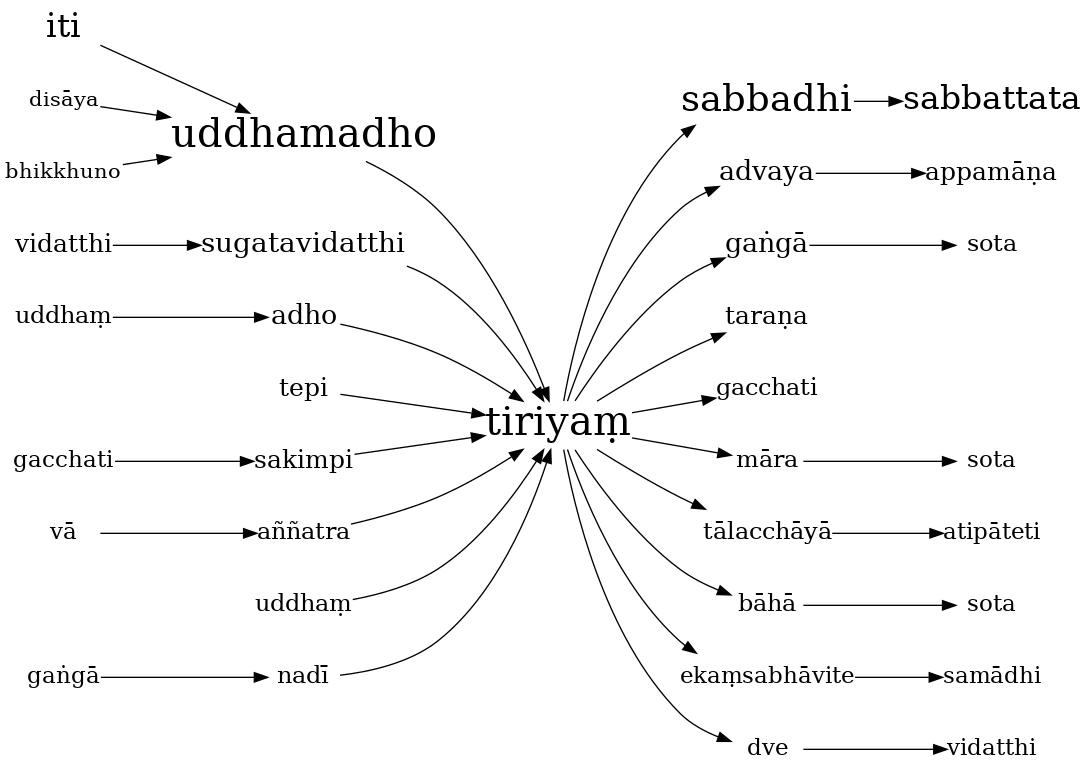 iti
disāya
uddhamadho
bhikkhuno
vidatthi
sugatavidatthi
uddhaṃ
adho
tepi
gacchati
sakimpi
vā
aññatra
uddhaṃ
gaṅgā
nadī
tiriyaṃ
sabbadhi
sabbattata
advaya
appamāṇa
gaṅgā
sota
taraṇa
gacchati
māra
sota
tālacchāyā
atipāteti
bāhā
sota
ekaṃsabhāvite
samādhi
dve
vidatthi